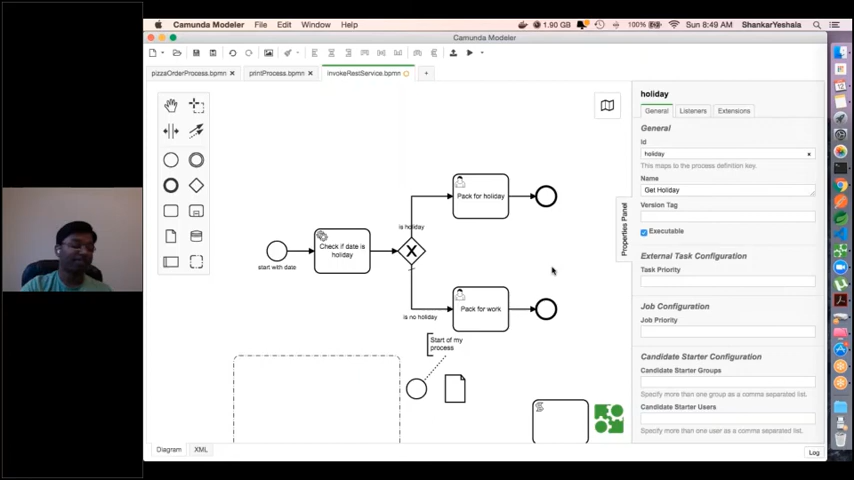 Camunda Modeler File Edit Window Help
1.90 GB 100% Sun 8:49 AM ShankarYeshala
Camunda Modeler
pizzaOrderProcess.bpmn × printProcess.bpmn × invokeRestService.bpmn +
holiday
General Listeners Extensions
General
Id
holiday
This maps to the process definition key.
Name
Get Holiday
Version Tag
Executable
External Task Configuration
Task Priority
Job Configuration
Job Priority
Candidate Starter Configuration
Candidate Starter Groups
Specify more than one group as a comma separated list.
Candidate Starter Users
Specify more than one user as a comma separated list.
Properties Panel
Pack for holiday
is holiday
Check if date is
holiday
X
start with date
Pack for work
is no holiday
Start of my
process
Diagram XML
Log